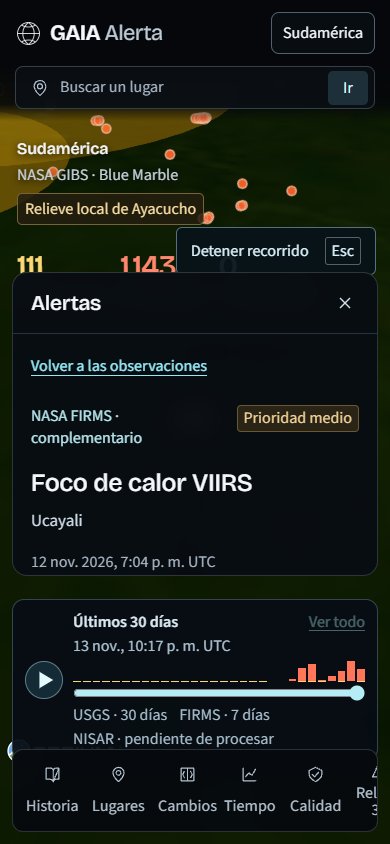 GAIA Alerta
Sudamérica
Buscar un lugar
Ir
Sudamérica
NASA GIBS · Blue Marble
Relieve local de Ayacucho
Detener recorrido Esc
111 1143
Alertas
Volver a las observaciones
NASA FIRMS ·
complementario
Prioridad medio
Foco de calor VIIRS
Ucayali
12 nov. 2026, 7:04 p. m. UTC
Últimos 30 días
Ver todo
13 nov., 10:17 p. m. UTC
USGS · 30 días FIRMS · 7 días
NISAR · pendiente de procesar
Historia Lugares Cambios Tiempo Calidad